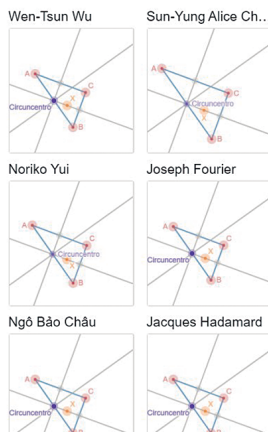 Wen-Tsun Wu
Sun-Yung Alice Ch...
A
C
X
Circuncentro
B
A
C
Circuncentro
X
B
Noriko Yui
Joseph Fourier
A
C
Circuncentro
X
B
A
C
Circuncentro
X
B
Ngô Bảo Châu
Jacques Hadamard
A
C
X
Circuncentro
A
C
X
Circuncentro